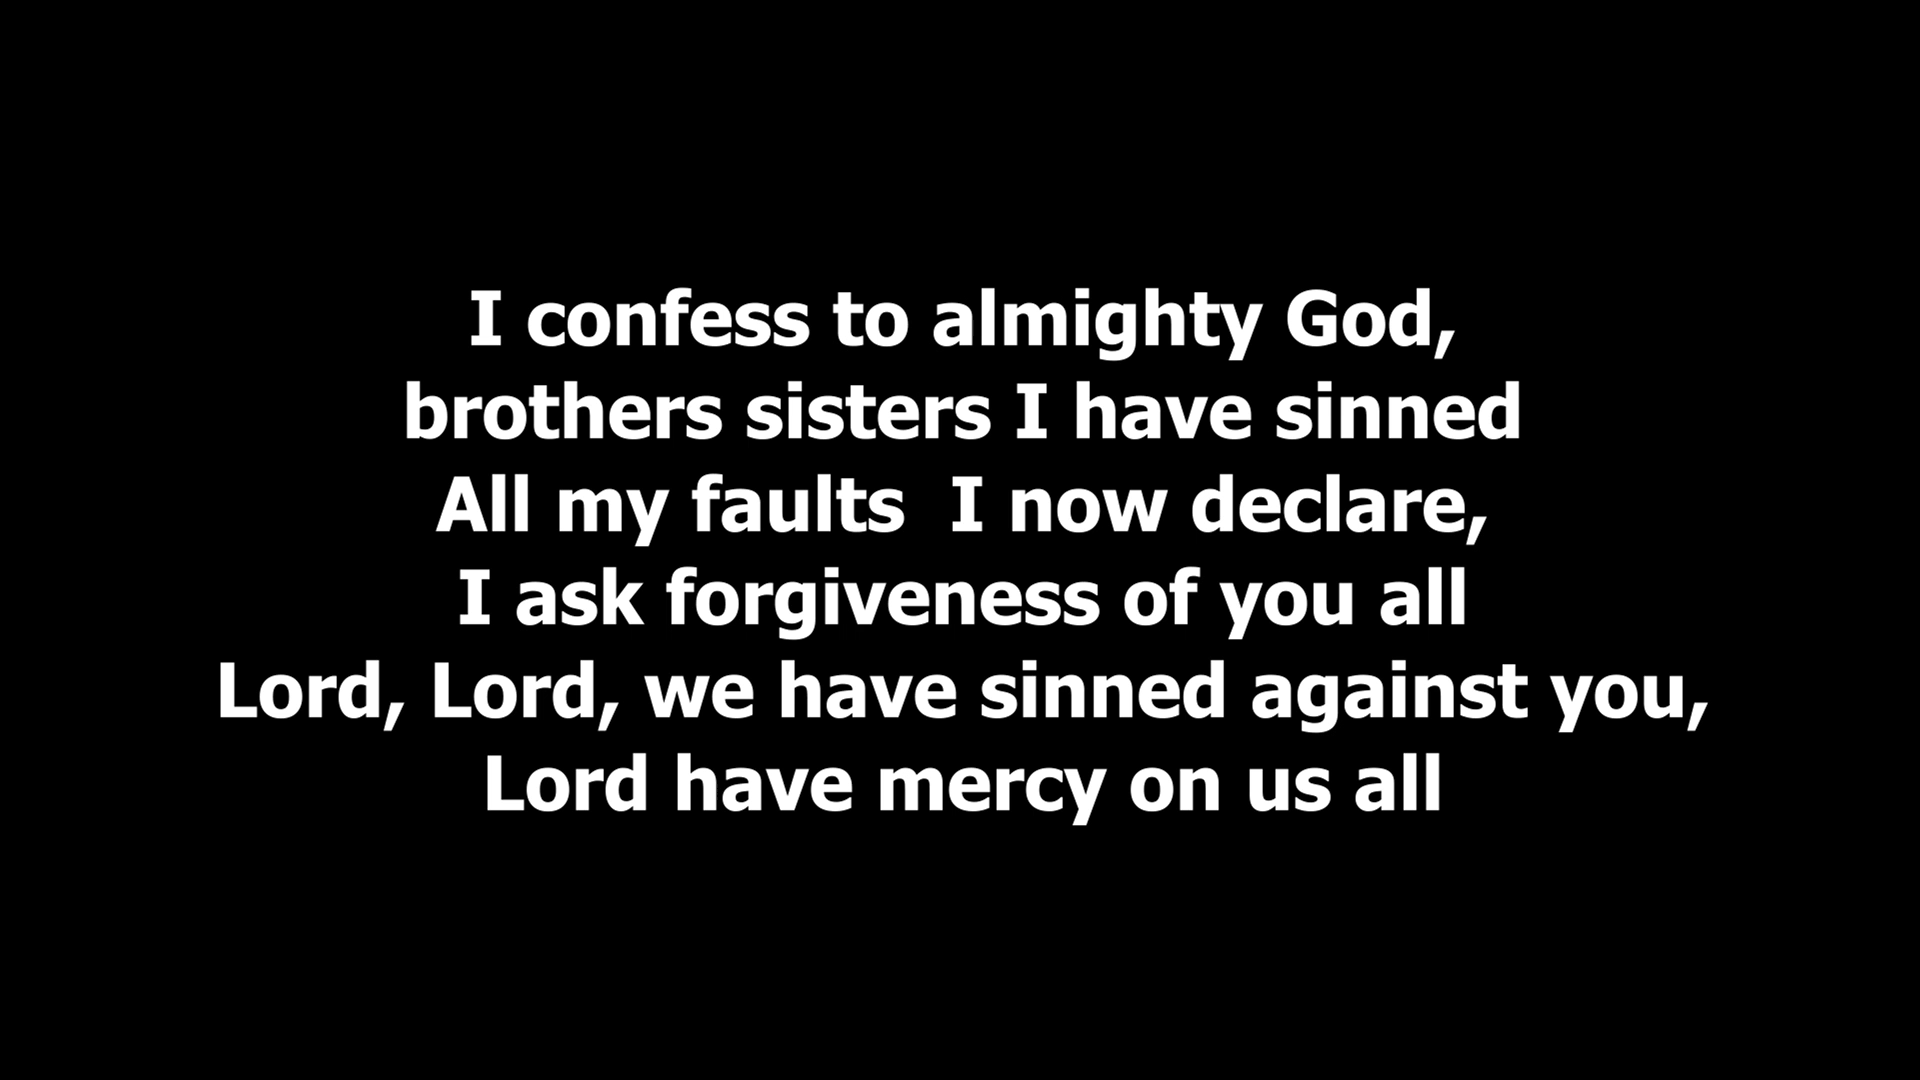 I confess to almighty God,
brothers sisters I have sinned
All my faults  I now declare,
I ask forgiveness of you all
Lord, Lord, we have sinned against you,
Lord have mercy on us all